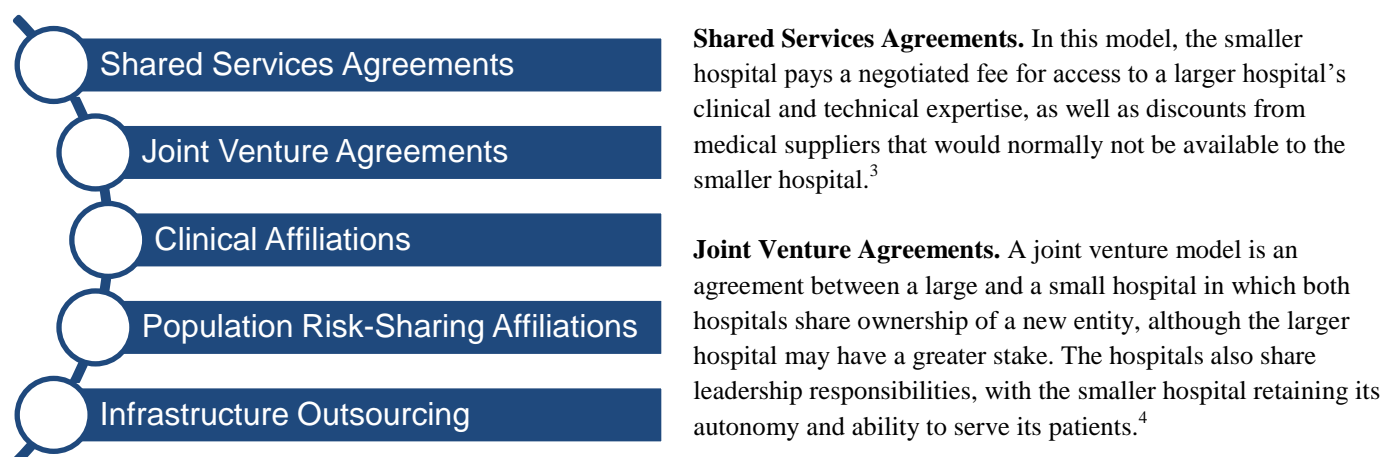 Shared Services Agreements
Joint Venture Agreements
Clinical Affiliations
Population Risk-Sharing Affiliations
Infrastructure Outsourcing
Shared Services Agreements. In this model, the smaller
hospital pays a negotiated fee for access to a larger hospital’s
clinical and technical expertise, as well as discounts from
medical suppliers that would normally not be available to the
smaller hospital.3
Joint Venture Agreements. A joint venture model is an
agreement between a large and a small hospital in which both
hospitals share ownership of a new entity, although the larger
hospital may have a greater stake. The hospitals also share
leadership responsibilities, with the smaller hospital retaining its
autonomy and ability to serve its patients.4